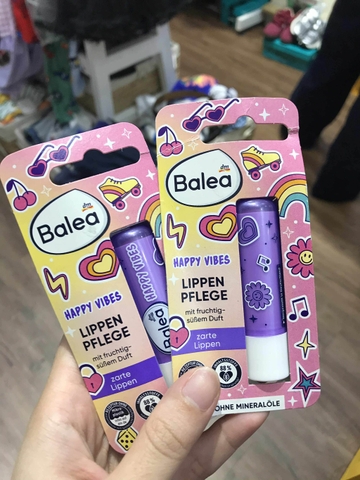 Balea
HAPPY VIBES
LIPPEN
PFLEGE
mit fruchtig-
süßem Duft
zarte
Lippen
HAPPY VIBES
Balea
Balea
HAPPY VIBES
LIPPEN
PFLEGE
mit fruchtig-
süßem Duft
zarte
Lippen
88 %
OHNE MINERALÖLE